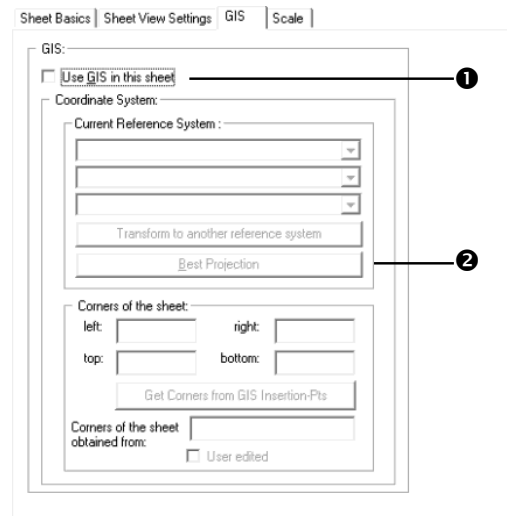 Sheet Basics Sheet View Settings GIS Scale
GIS:
Use GIS in this sheet
❶
Coordinate System:
Current Reference System :
Transform to another reference system
Best Projection
❷
Corners of the sheet:
left: right:
top: bottom:
Get Corners from GIS Insertion-Pts
Corners of the sheet
obtained from:
User edited